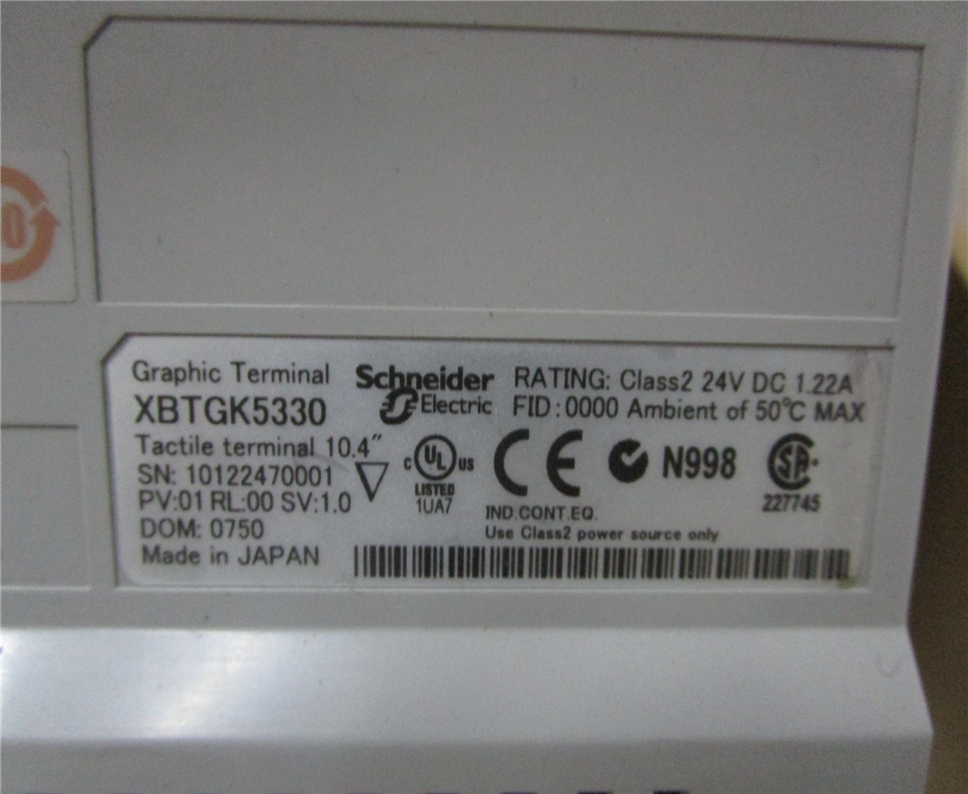 Graphic Terminal
XBTGK5330
Tactile terminal 10.4"
SN: 10122470001
PV:01 RL:00 SV:1.0
DOM: 0750
Made in JAPAN
Schneider
Electric
RATING: Class2 24V DC 1.22A
FID:0000 Ambient of 50℃ MAX
C UL US
LISTED
1UA7
CE
N998
SA
227745
IND.CONT.EQ.
Use Class2 power source only